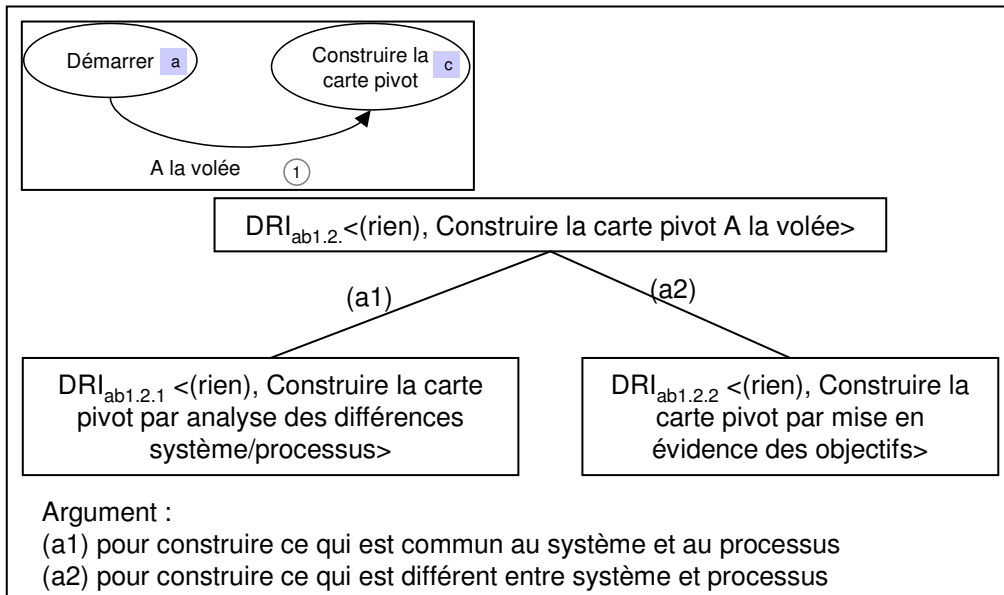 Démarrer a
Construire la
carte pivot c
A la volée 1
DRIab1.2.<(rien), Construire la carte pivot A la volée>
(a1)
(a2)
DRIab1.2.1 <(rien), Construire la carte
pivot par analyse des différences
système/processus>
DRIab1.2.2 <(rien), Construire la
carte pivot par mise en
évidence des objectifs>
Argument :
(a1) pour construire ce qui est commun au système et au processus
(a2) pour construire ce qui est différent entre système et processus